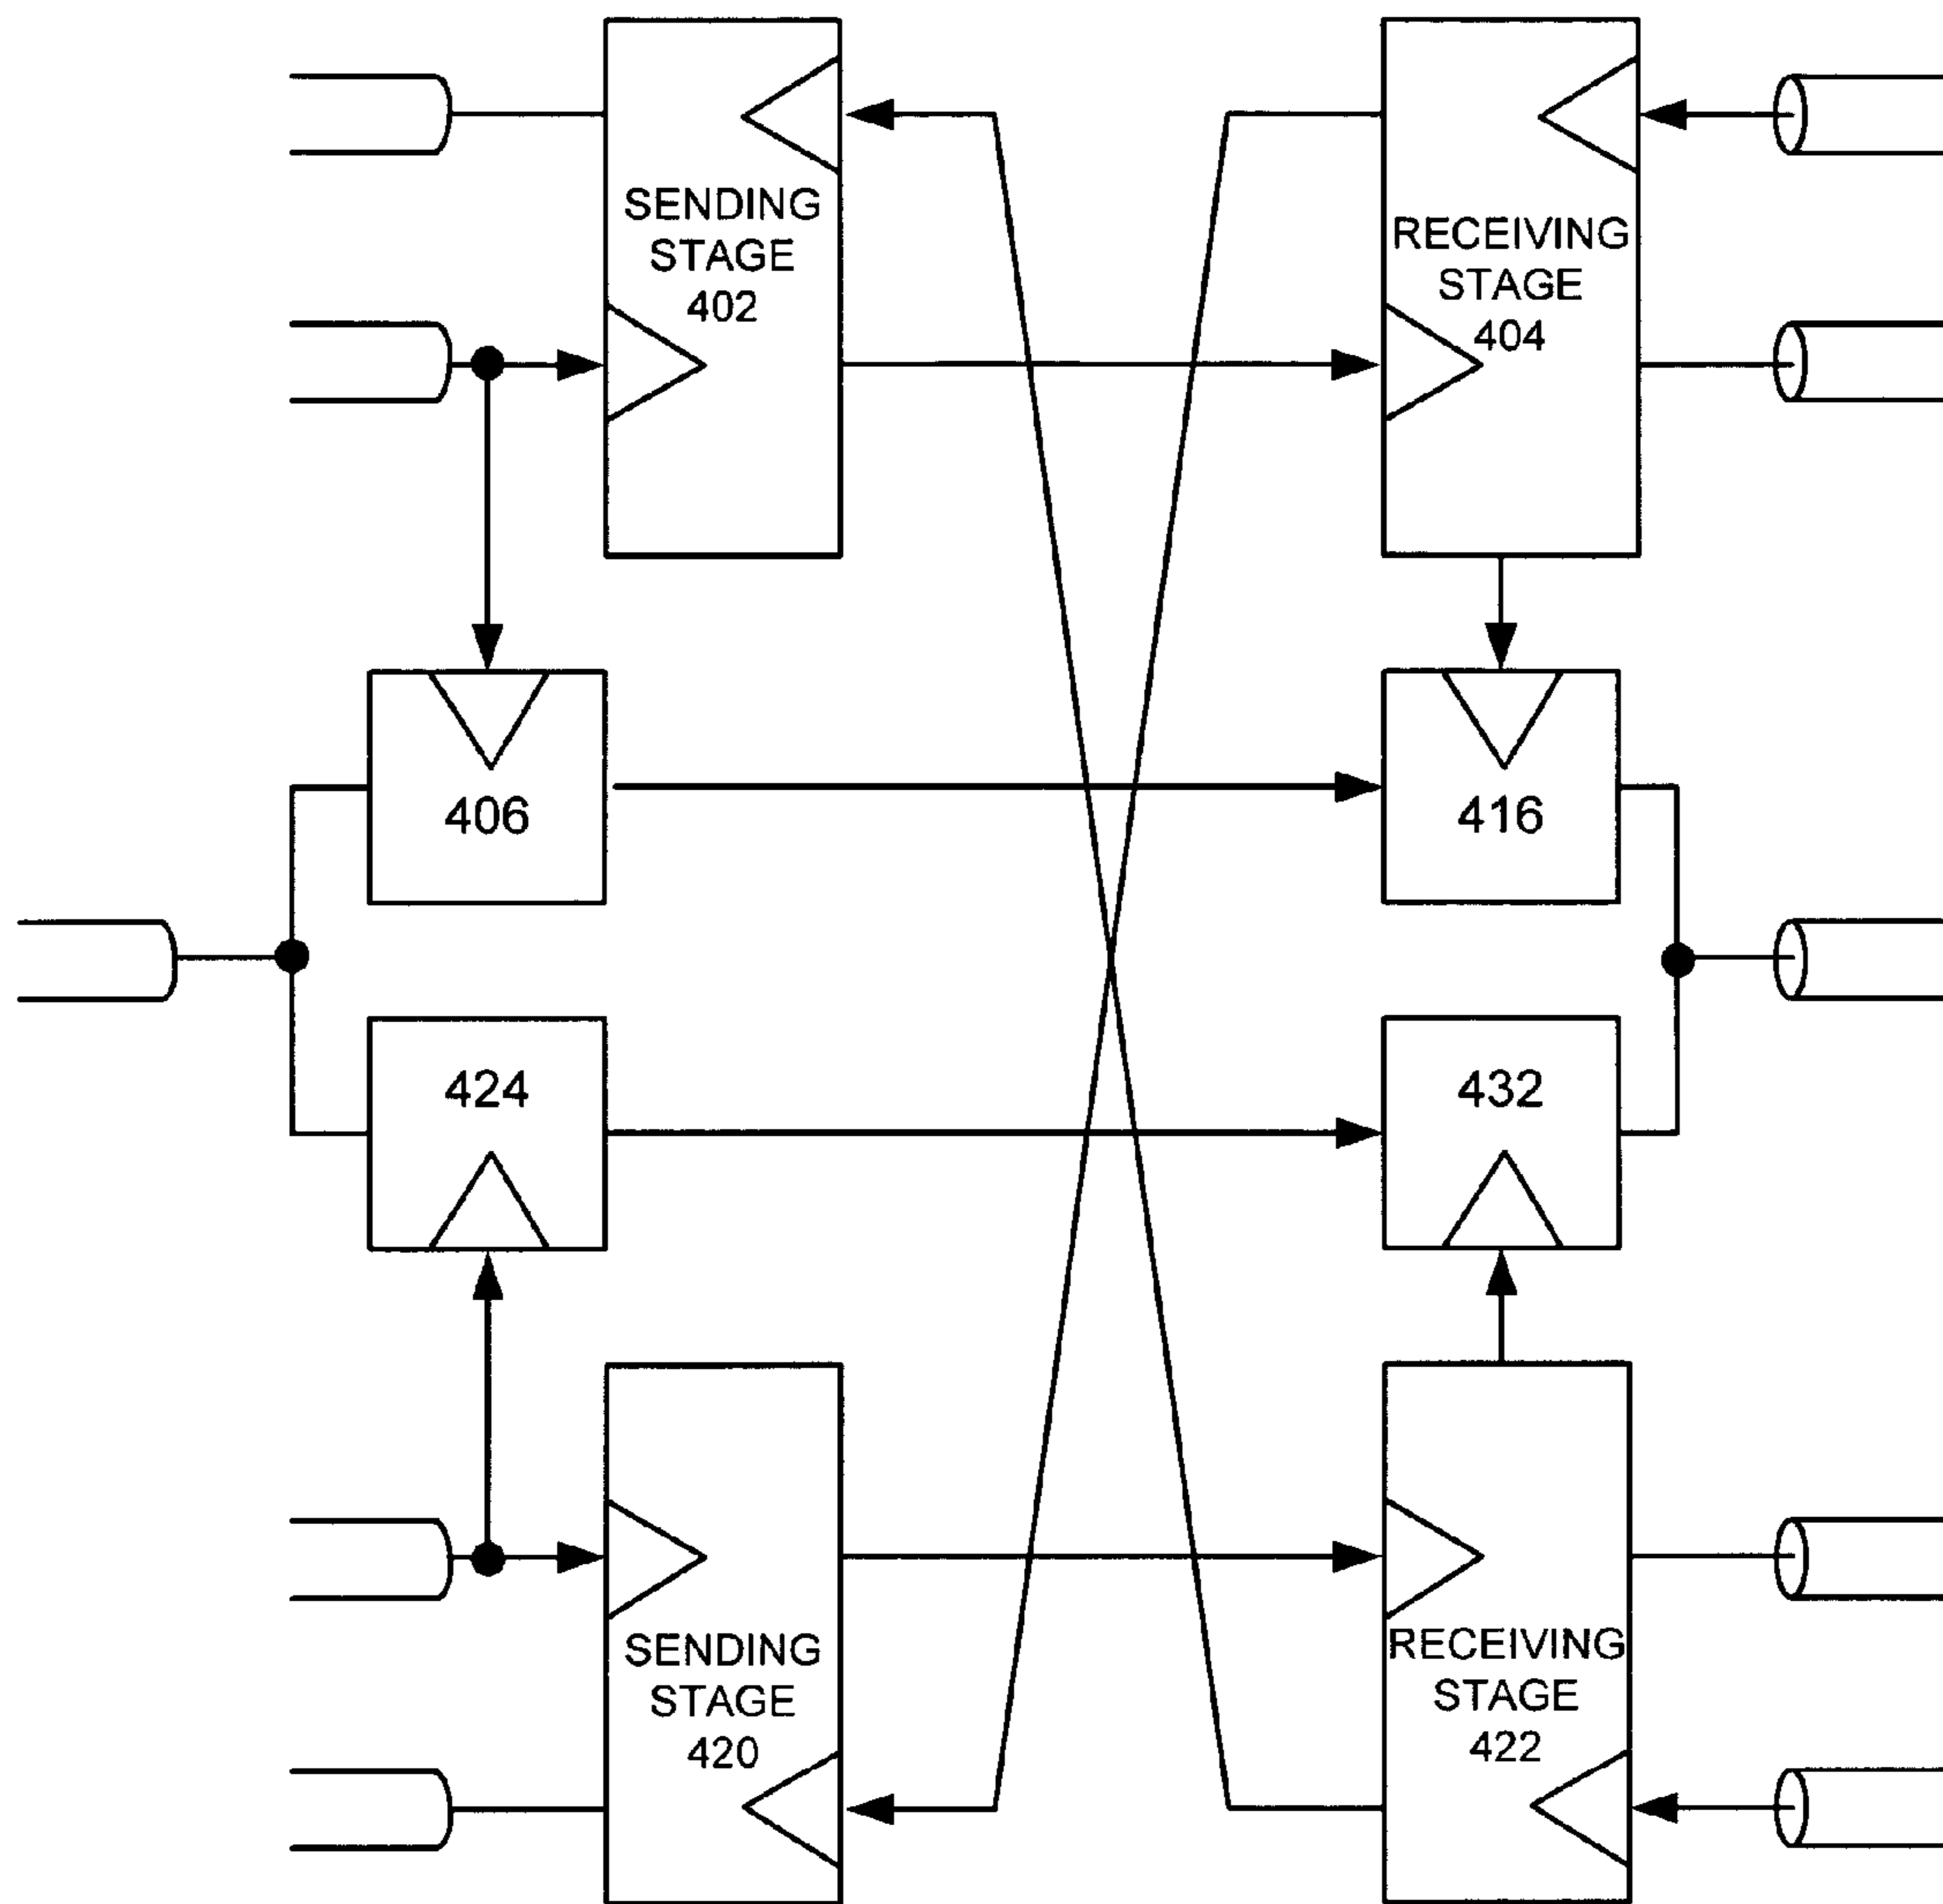 SENDING
STAGE
402
RECEIVING
STAGE
404
406
416
424
432
SENDING
STAGE
420
RECEIVING
STAGE
422